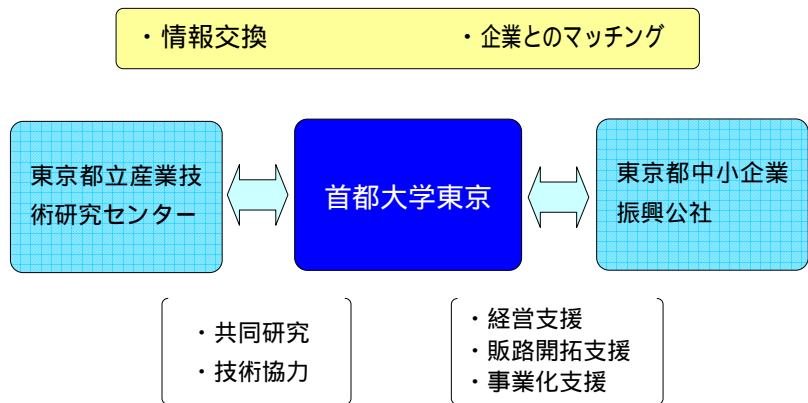 ・情報交換
・企業とのマッチング
東京都立産業技
術研究センター
首都大学東京
東京都中小企業
振興公社
・共同研究
・技術協力
・経営支援
・販路開拓支援
・事業化支援